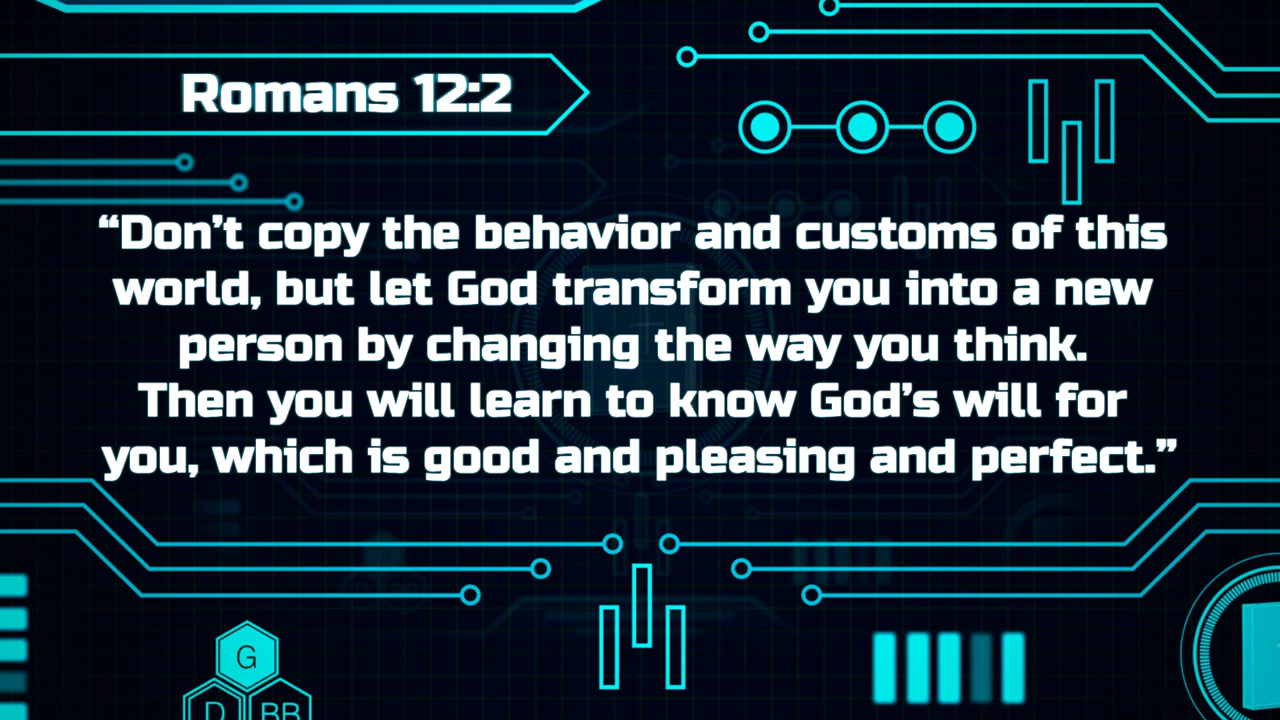 Romans 12:2
“Don’t copy the behavior and customs of this
world, but let God transform you into a new
person by changing the way you think.
Then you will learn to know God’s will for
you, which is good and pleasing and perfect.”
G
D BB